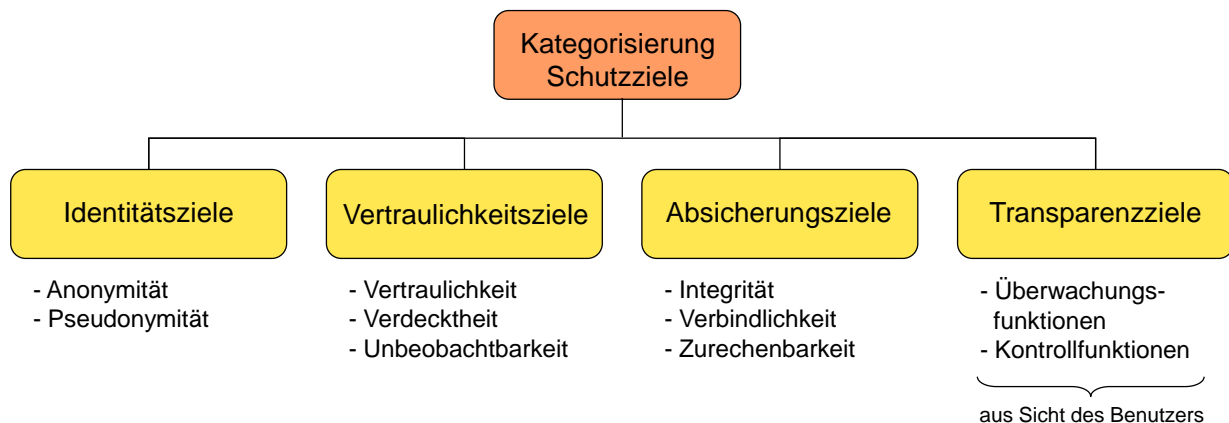 Kategorisierung
Schutzziele
Identitätsziele
- Anonymität
- Pseudonymität
Vertraulichkeitsziele
- Vertraulichkeit
- Verdecktheit
- Unbeobachtbarkeit
Absicherungsziele
- Integrität
- Verbindlichkeit
- Zurechenbarkeit
Transparenzziele
- Überwachungs-
funktionen
- Kontrollfunktionen
aus Sicht des Benutzers